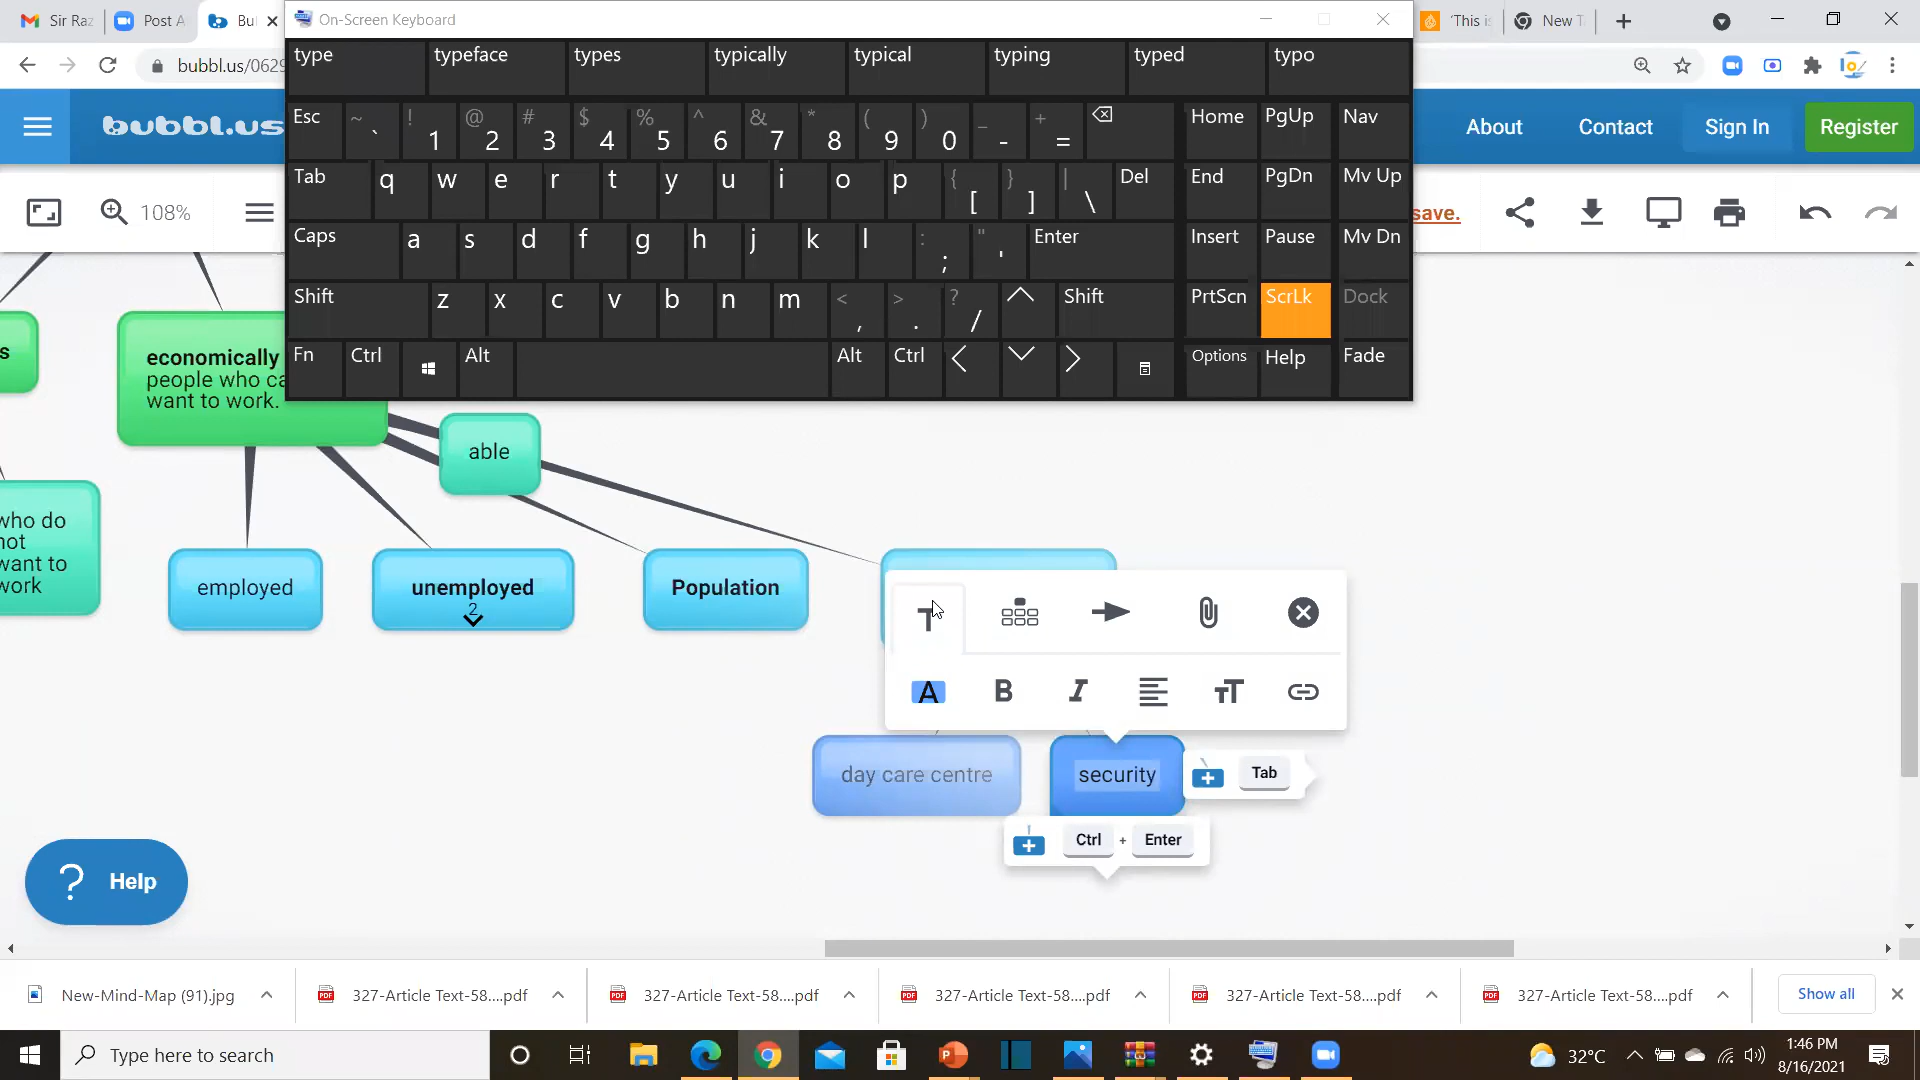 Sir Raz
Post A
Bu
On-Screen Keyboard
'This is
New T
bubbl.us/0629
type
typeface
types
typically
typical
typing
typed
typo
Esc ~ ` ! 1 @ 2 # 3 $ 4 % 5 ^ 6 & 7 * 8 ( 9 ) 0 _ - + = Home PgUp Nav
Tab q w e r t y u i o p { [ } ] | \ Del End PgDn Mv Up
Caps a s d f g h j k l : ; " ' Enter Insert Pause Mv Dn
Shift z x c v b n m < , > . ? / Shift PrtScn ScrLk Dock
Fn Ctrl Alt Alt Ctrl Options Help Fade
bubbl.us
About
Contact
Sign In
Register
108%
save.
s
economically
people who ca
want to work.
able
who do
not
want to
work
employed
unemployed
2
Population
T
A B I T T
day care centre
security
Tab
Ctrl + Enter
? Help
New-Mind-Map (91).jpg
327-Article Text-58....pdf
327-Article Text-58....pdf
327-Article Text-58....pdf
327-Article Text-58....pdf
327-Article Text-58....pdf
Show all
Type here to search
32°C
1:46 PM
8/16/2021